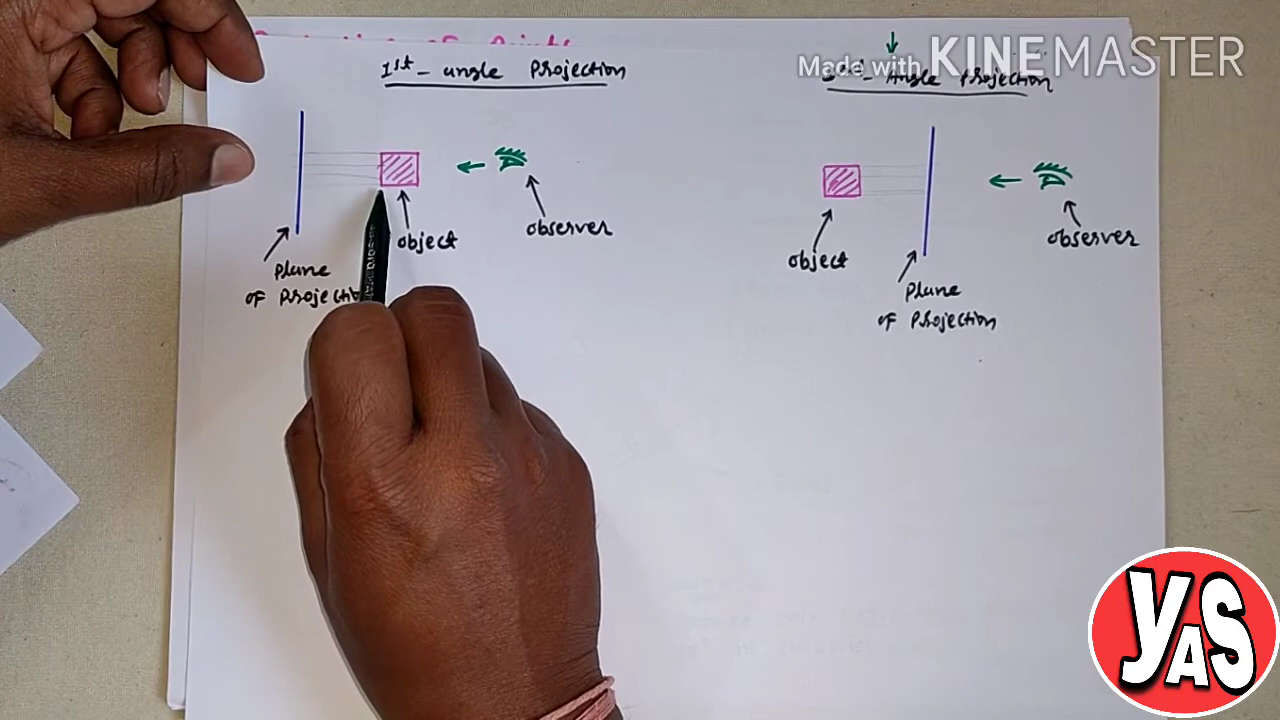 1st - angle Projection
Made with KINEMASTER
Angle Projection
observer
object
Plane
of Projection
observer
object
Plane
of Projection
YAS